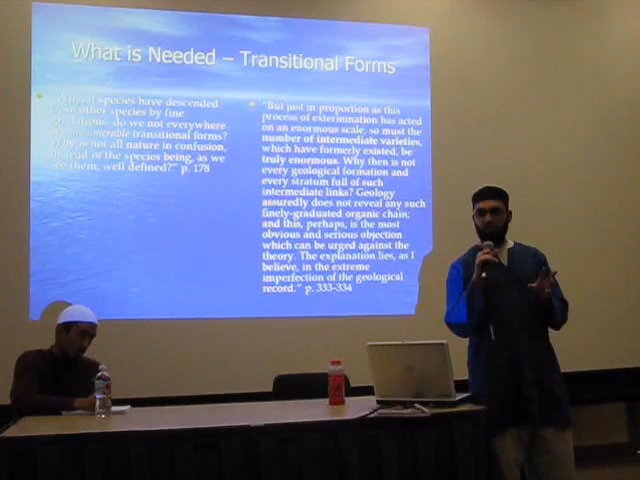 What is Needed – Transitional Forms
species have descended
from other species by fine
gradations, do we not everywhere
see innumerable transitional forms?
Why is not all nature in confusion,
instead of the species being, as we
see them, well defined?" p. 178
"But just in proportion as this
process of extermination has acted
on an enormous scale, so must the
number of intermediate varieties,
which have formerly existed, be
truly enormous. Why then is not
every geological formation and
every stratum full of such
intermediate links? Geology
assuredly does not reveal any such
finely-graduated organic chain;
and this, perhaps, is the most
obvious and serious objection
which can be urged against the
theory. The explanation lies, as I
believe, in the extreme
imperfection of the geological
record." p. 333-334